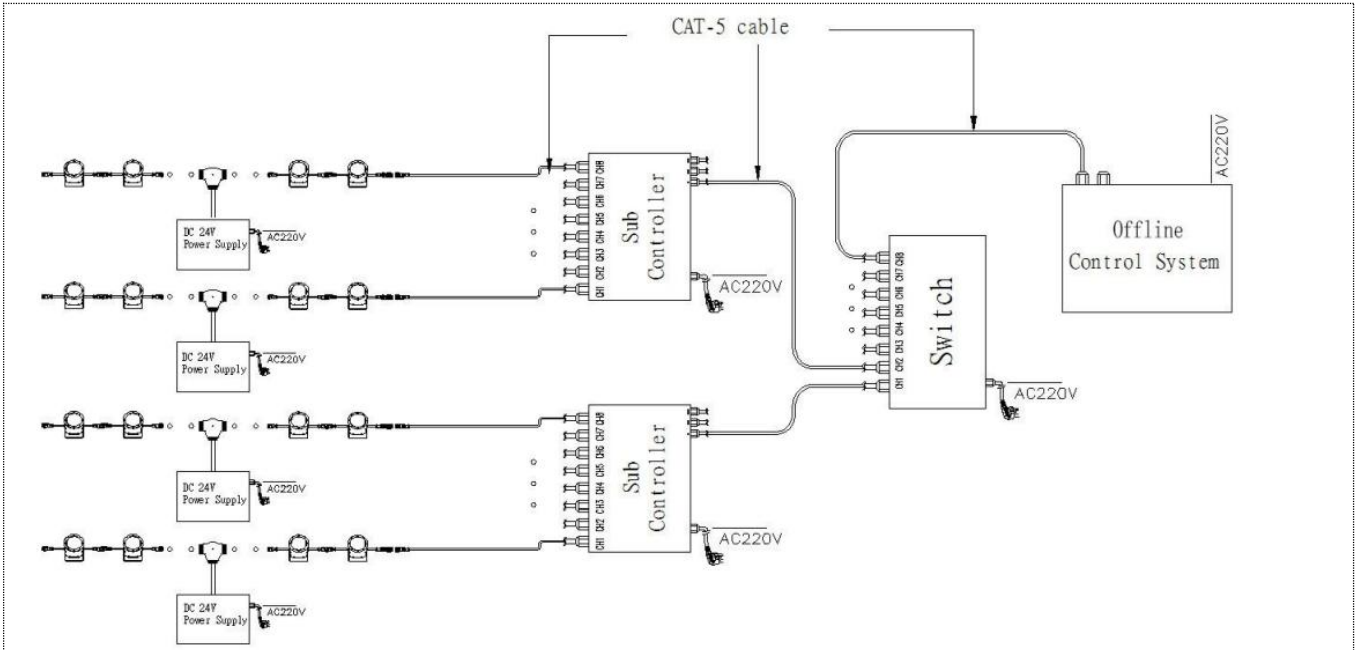 CAT-5 cable
AC220V
DC 24V
Power Supply
AC220V
CH8
CH7
CH6
CH5
CH4
CH3
CH2
CH1
Sub
Controller
AC220V
Offline
Control System
CH8
CH7
CH6
CH5
CH4
CH3
CH2
CH1
Switch
AC220V
DC 24V
Power Supply
AC220V
DC 24V
Power Supply
AC220V
CH8
CH7
CH6
CH5
CH4
CH3
CH2
CH1
Sub
Controller
AC220V
DC 24V
Power Supply
AC220V